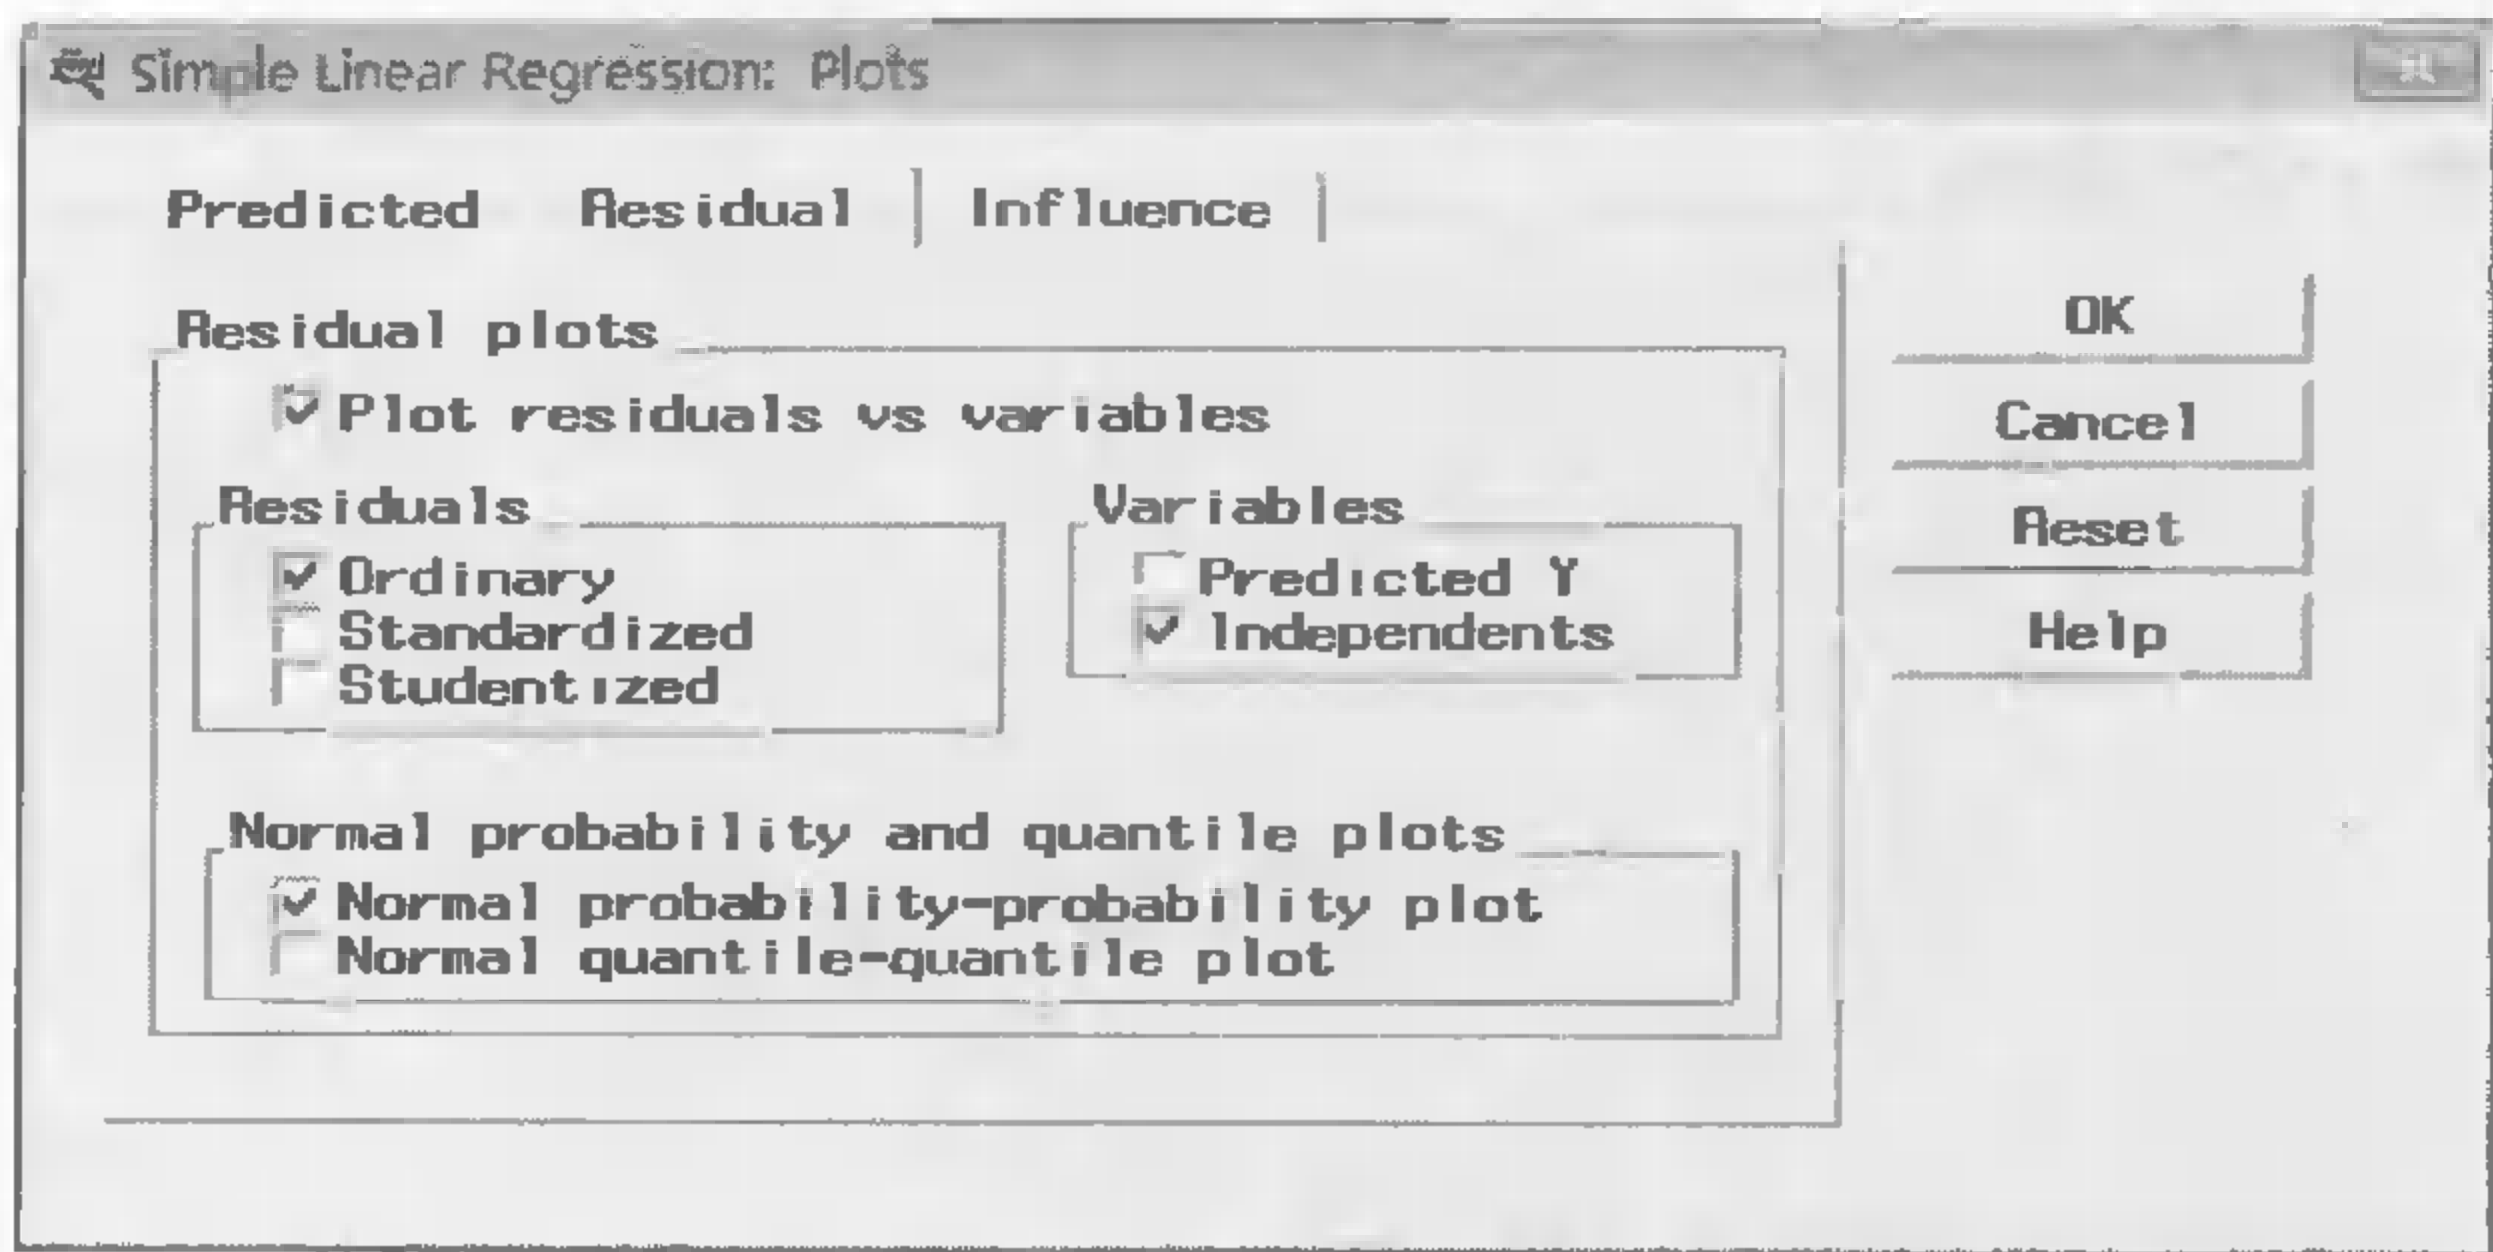 Simple Linear Regression: Plots
Predicted Residual Influence
Residual plots
Plot residuals vs variables
Residuals
Ordinary
Standardized
Studentized
Variables
Predicted Y
Independents
Normal probability and quantile plots
Normal probability-probability plot
Normal quantile-quantile plot
OK
Cancel
Reset
Help